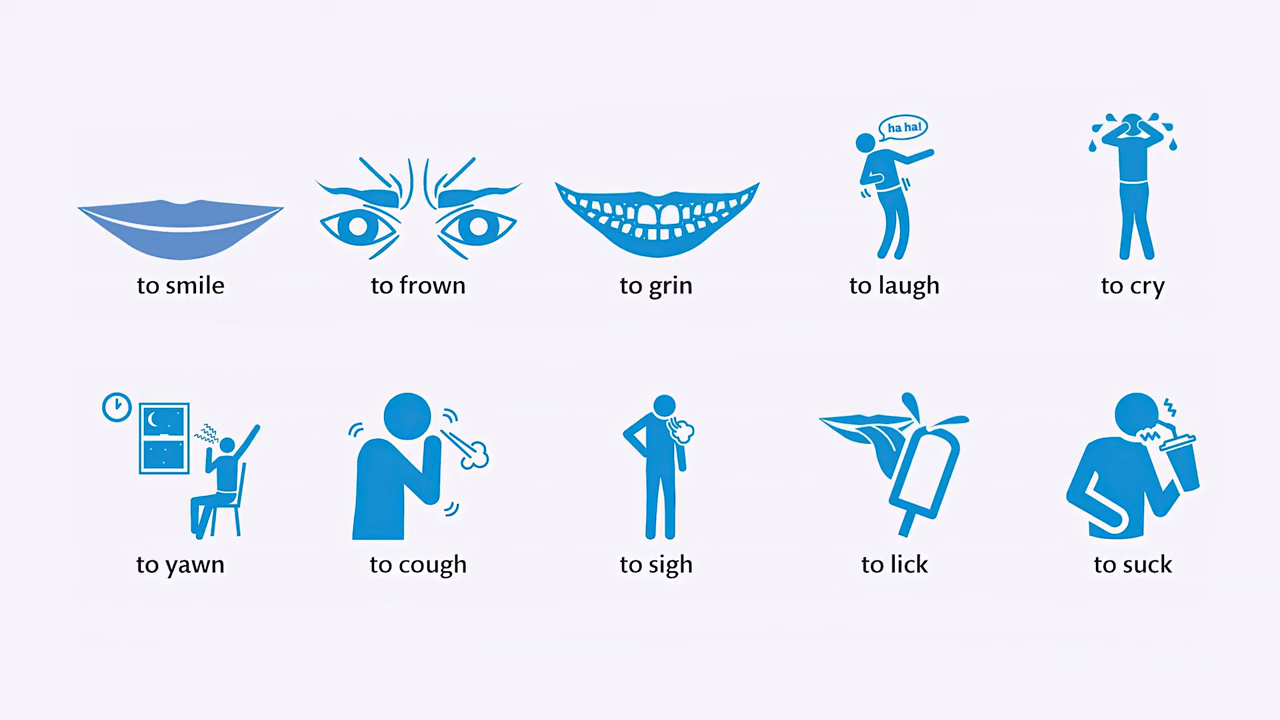 ha ha!
to smile
to frown
to grin
to laugh
to cry
to yawn
to cough
to sigh
to lick
to suck